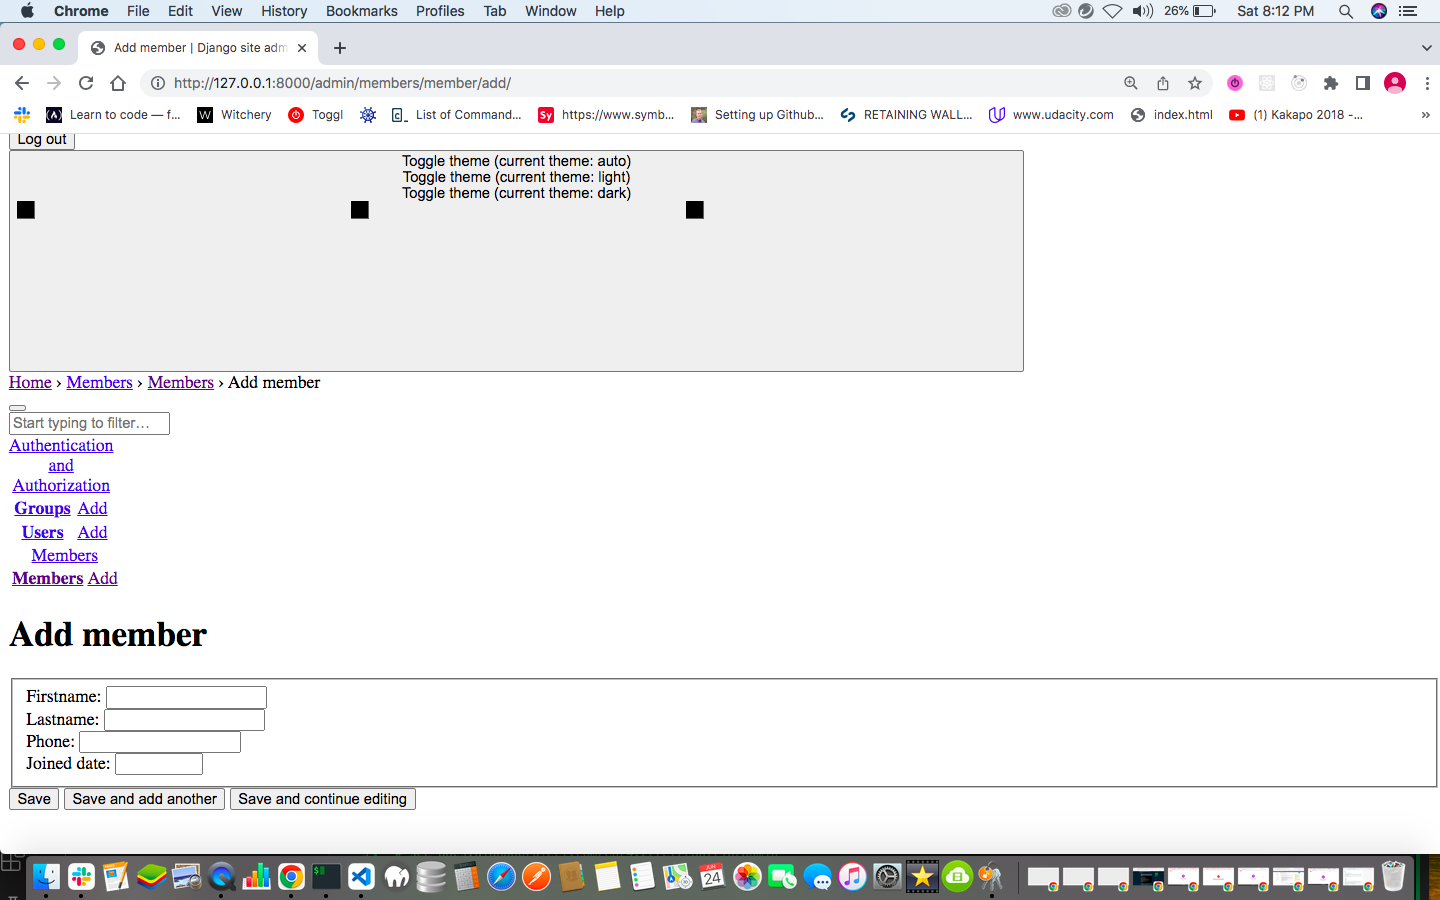 Chrome File Edit View History Bookmarks Profiles Tab Window Help 26% Sat 8:12 PM
Add member | Django site adm
http://127.0.0.1:8000/admin/members/member/add/
Learn to code — f... W Witchery Toggl List of Command... Sy https://www.symb... Setting up Github... RETAINING WALL... www.udacity.com index.html (1) Kakapo 2018 -... »
Log out
Toggle theme (current theme: auto)
Toggle theme (current theme: light)
Toggle theme (current theme: dark)
Home › Members › Members › Add member
Start typing to filter...
Authentication
and
Authorization
Groups Add
Users Add
Members
Members Add
Add member
Firstname:
Lastname:
Phone:
Joined date:
Save Save and add another Save and continue editing
JUN
24